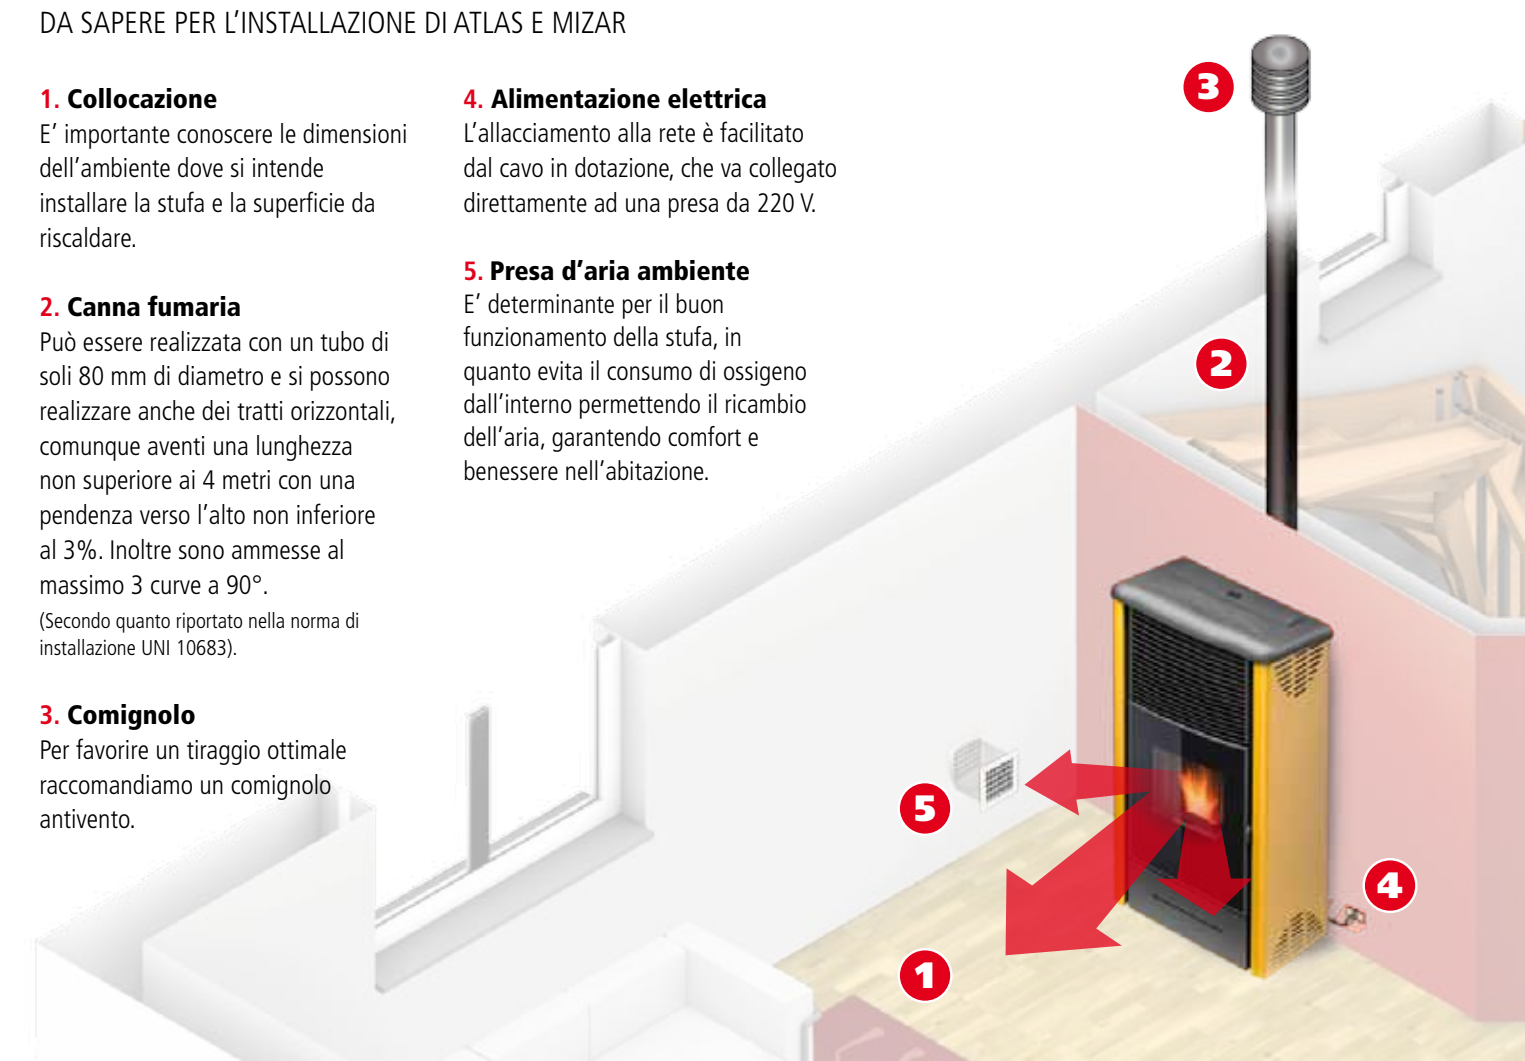 DA SAPERE PER L’INSTALLAZIONE DI ATLAS E MIZAR
1. Collocazione
E’ importante conoscere le dimensioni
dell’ambiente dove si intende
installare la stufa e la superficie da
riscaldare.
2. Canna fumaria
Può essere realizzata con un tubo di
soli 80 mm di diametro e si possono
realizzare anche dei tratti orizzontali,
comunque aventi una lunghezza
non superiore ai 4 metri con una
pendenza verso l’alto non inferiore
al 3%. Inoltre sono ammesse al
massimo 3 curve a 90°.
(Secondo quanto riportato nella norma di
installazione UNI 10683).
3. Comignolo
Per favorire un tiraggio ottimale
raccomandiamo un comignolo
antivento.
4. Alimentazione elettrica
L’allacciamento alla rete è facilitato
dal cavo in dotazione, che va collegato
direttamente ad una presa da 220 V.
5. Presa d’aria ambiente
E’ determinante per il buon
funzionamento della stufa, in
quanto evita il consumo di ossigeno
dall’interno permettendo il ricambio
dell’aria, garantendo comfort e
benessere nell’abitazione.
3
2
5
4
1